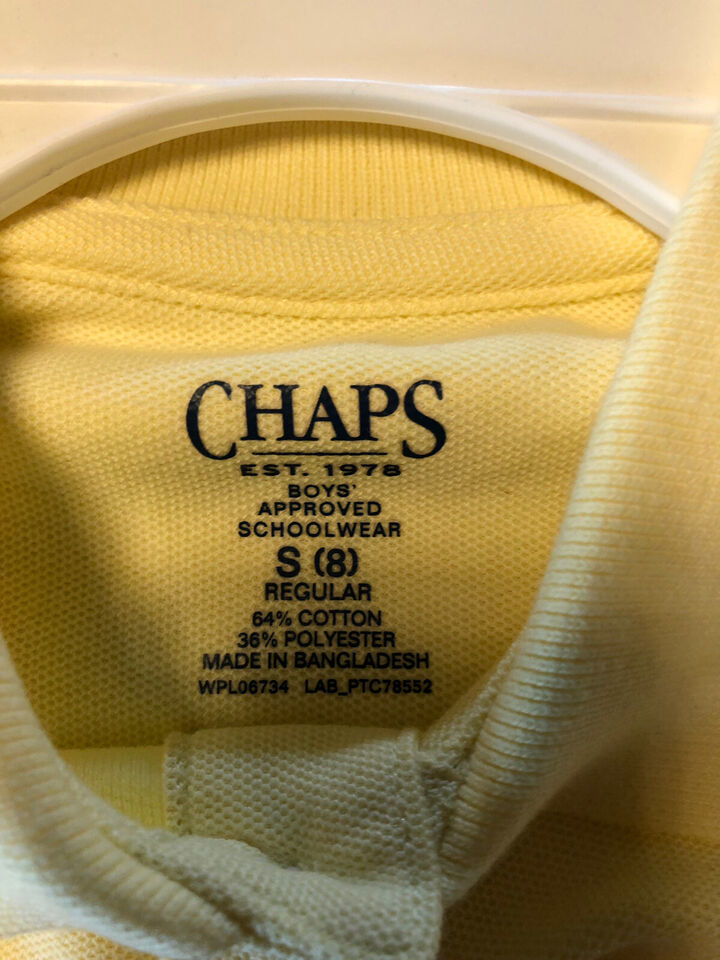 CHAPS
EST. 1978
BOYS'
APPROVED
SCHOOLWEAR
S (8)
REGULAR
64% COTTON
36% POLYESTER
MADE IN BANGLADESH
WPL06734 LAB_PTC78552